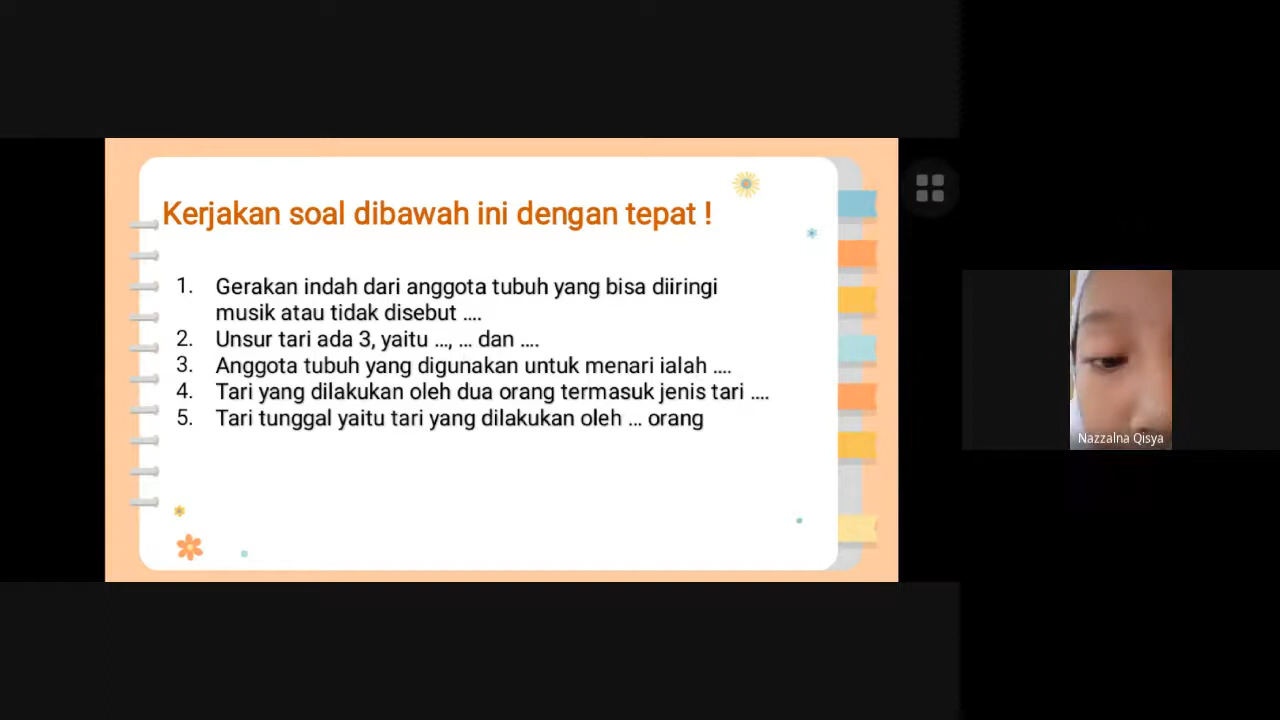 Kerjakan soal dibawah ini dengan tepat !
1. Gerakan indah dari anggota tubuh yang bisa diiringi
musik atau tidak disebut ....
2. Unsur tari ada 3, yaitu ..., ... dan ....
3. Anggota tubuh yang digunakan untuk menari ialah ....
4. Tari yang dilakukan oleh dua orang termasuk jenis tari ....
5. Tari tunggal yaitu tari yang dilakukan oleh ... orang
Nazzalna Qisya